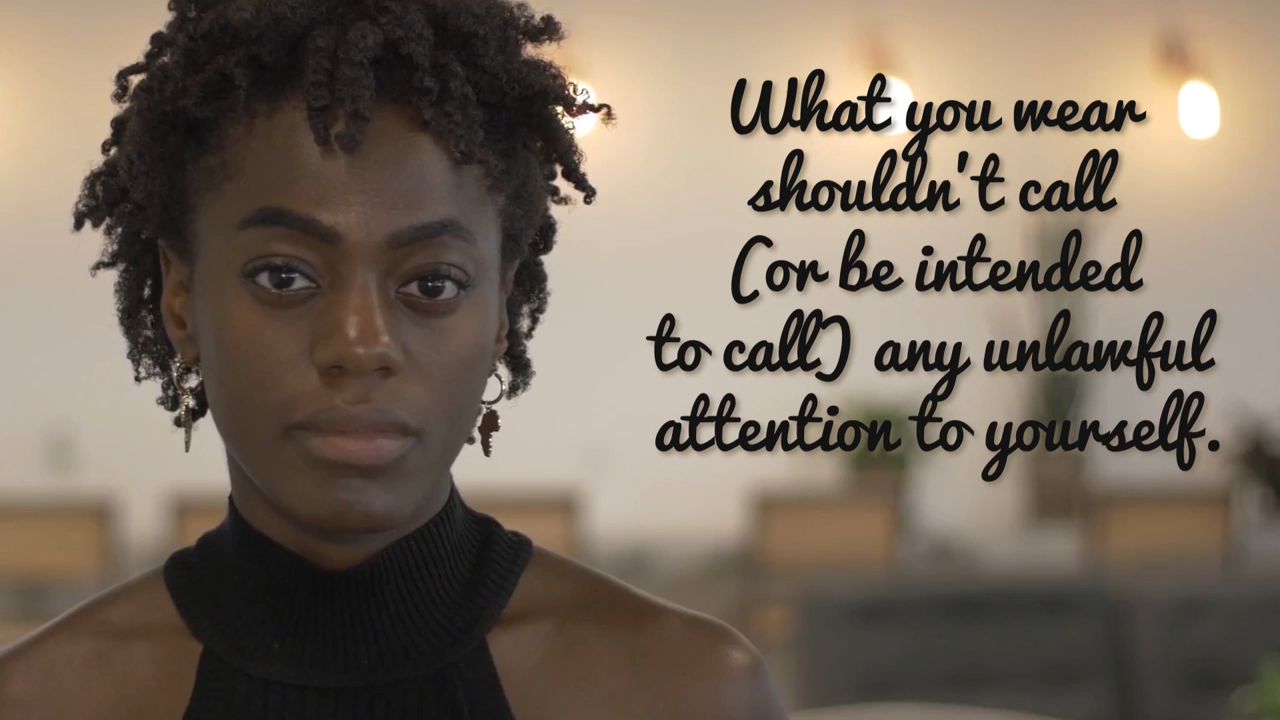 What you wear
shouldn't call
(or be intended
to call) any unlawful
attention to yourself.